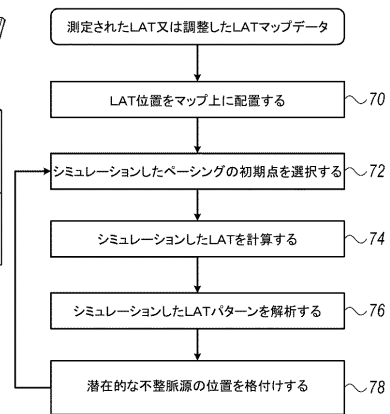 測定されたLAT又は調整したLATマップデータ
LAT位置をマップ上に配置する
70
シミュレーションしたペーシングの初期点を選択する
72
シミュレーションしたLATを計算する
74
シミュレーションしたLATパターンを解析する
76
潜在的な不整脈源の位置を格付けする
78